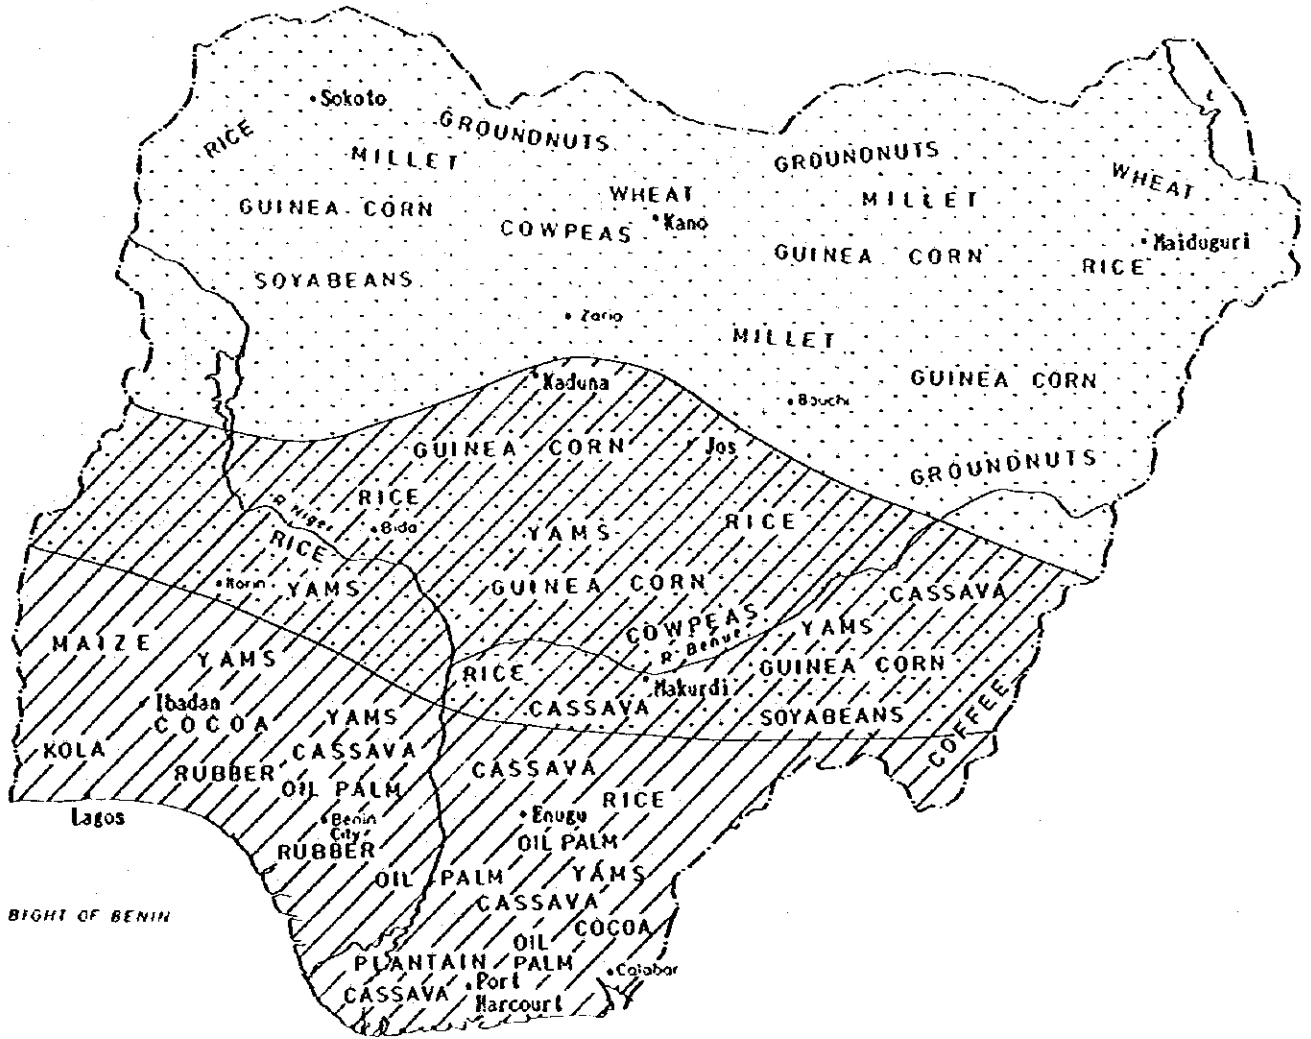 Sokoto
GROUNDNUTS
RICE
MILLET
GROUNDNUTS
WHEAT
WHEAT
MILLET
GUINEA CORN
Kano
COWPEAS
GUINEA CORN
Maiduguri
RICE
SOYABEANS
Zaria
MILLET
Kaduna
GUINEA CORN
Bauchi
GUINEA CORN
Jos
GROUNDNUTS
RICE
R. Niger
Bida
YAMS
RICE
RICE
YAMS
GUINEA CORN
CASSAVA
COWPEAS
YAMS
R. Benue
MAIZE
YAMS
RICE
GUINEA CORN
Makurdi
Ibadan
CASSAVA
COCOA
YAMS
SOYABEANS
COFFEE
KOLA
CASSAVA
RUBBER
CASSAVA
OIL PALM
RICE
Lagos
Benin
City
Enugu
RUBBER
OIL PALM
OIL PALM
YAMS
CASSAVA
BIGHT OF BENIN
COCOA
OIL
PALM
PLANTAIN
Calabar
CASSAVA
Port
Harcourt